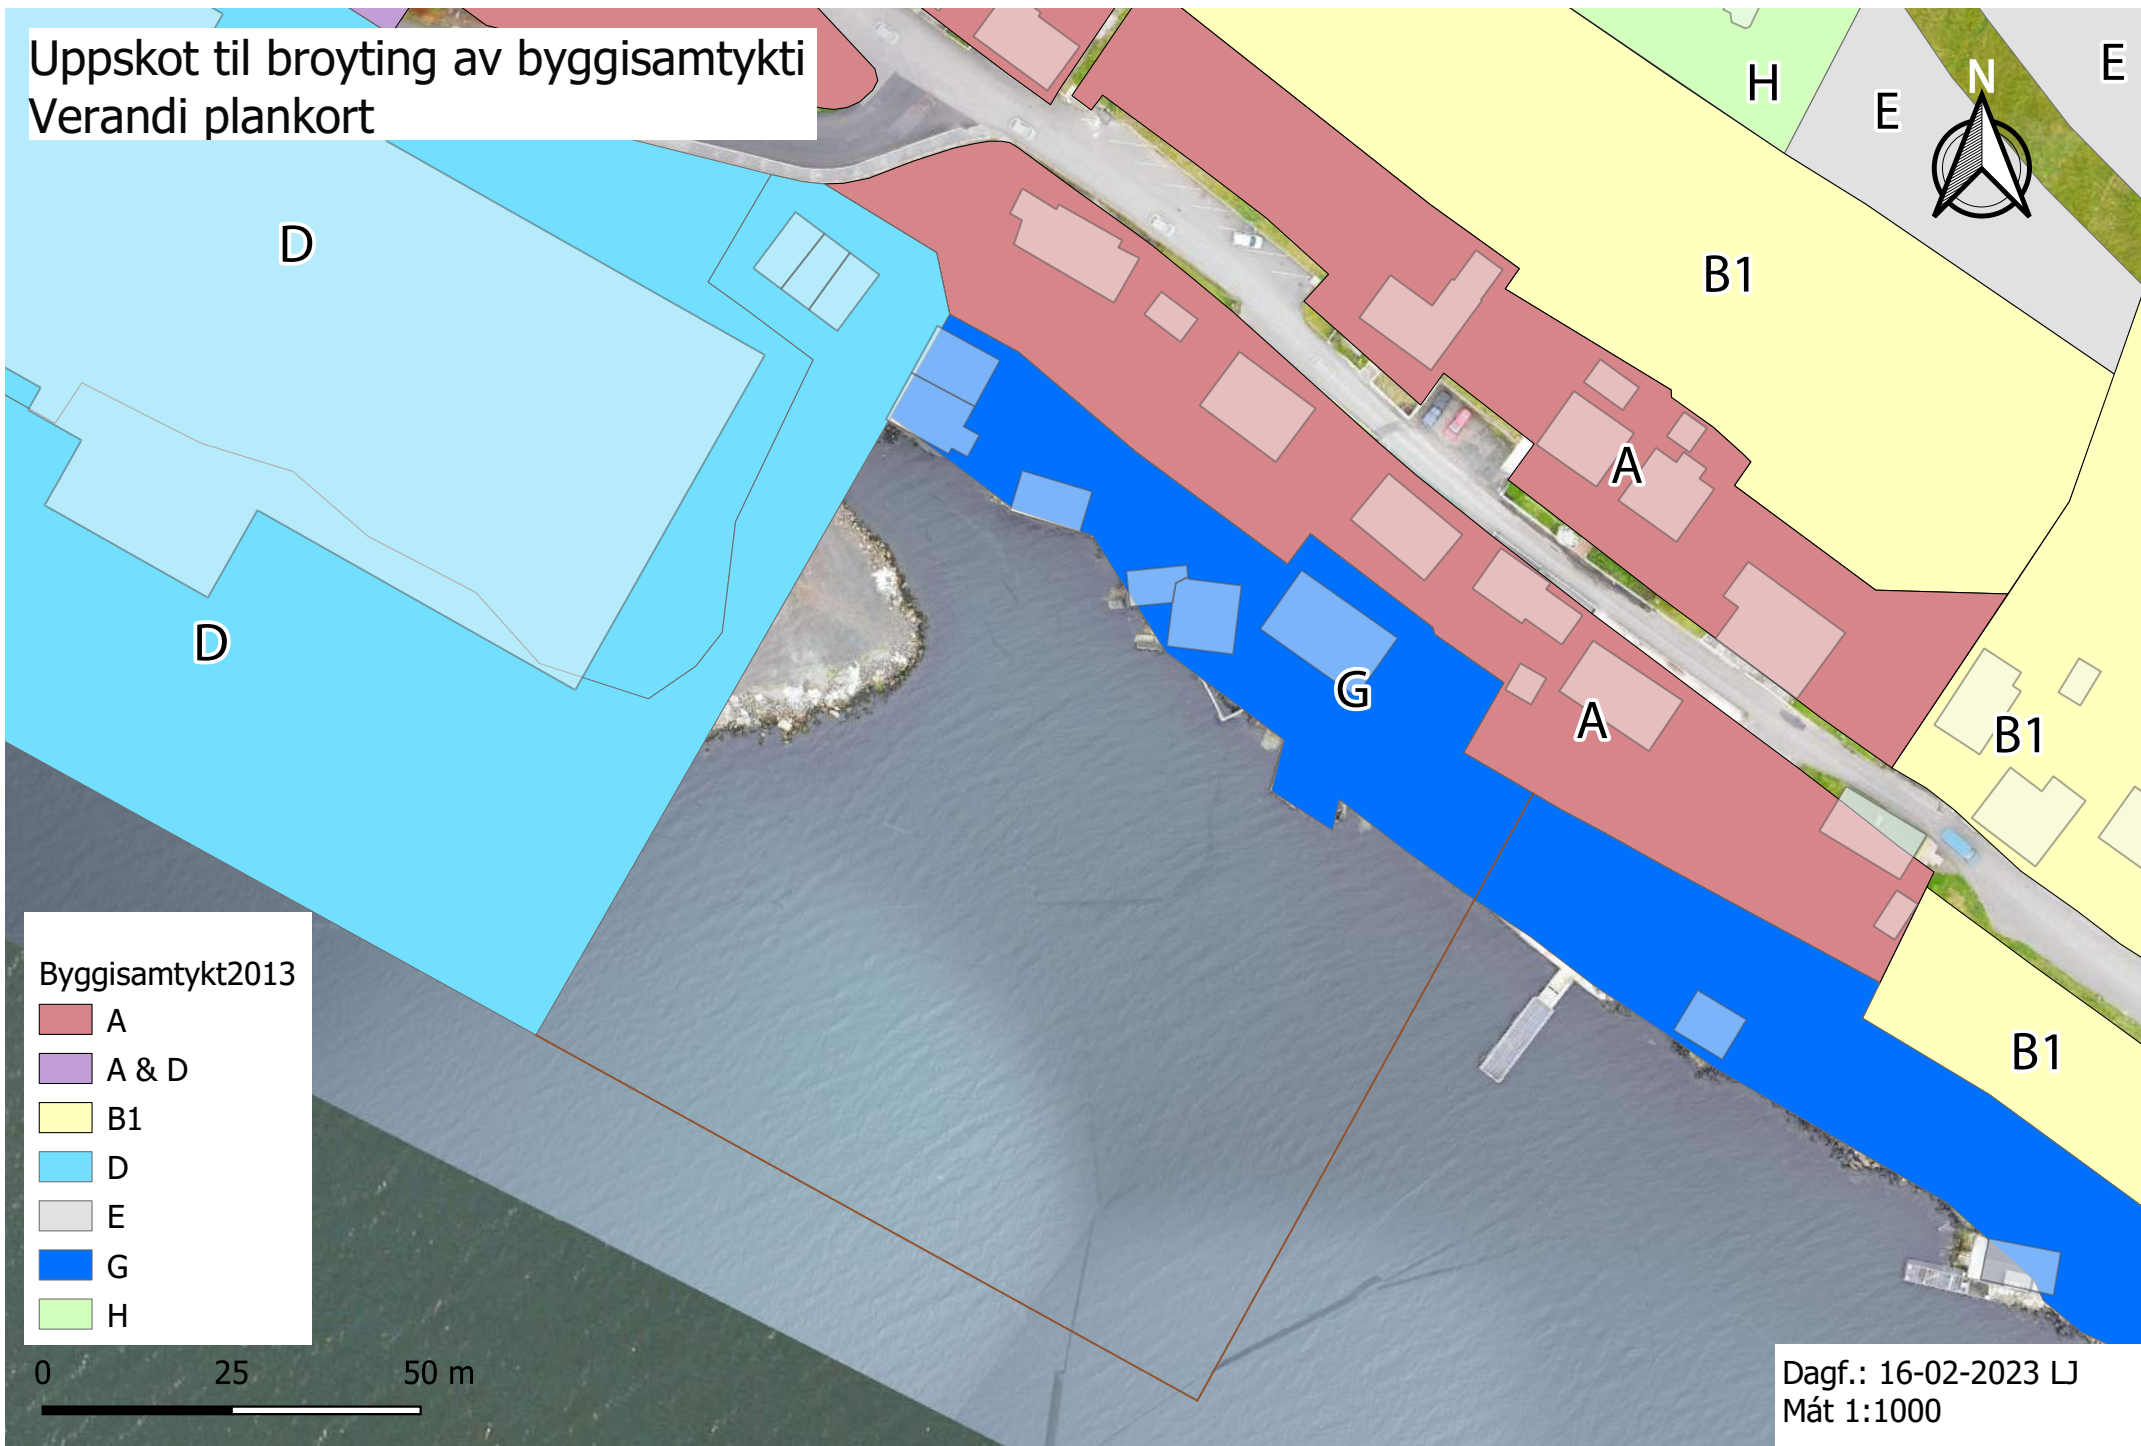 Uppskot til broyting av byggisamtykti
Verandi plankort
H
E
E
N
D
B1
A
D
G
A
B1
B1
Byggisamtykt2013
A
A & D
B1
D
E
G
H
0 25 50 m
Dagf.: 16-02-2023 LJ
Mát 1:1000